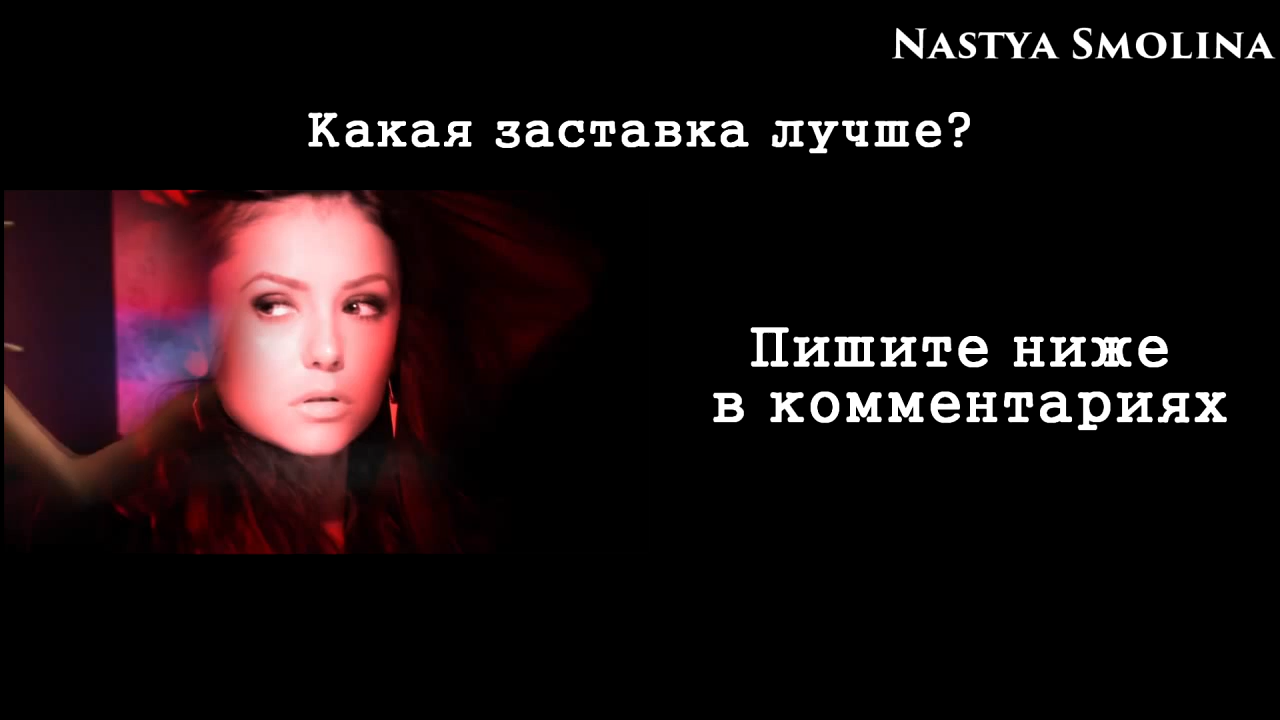 Nastya Smolina
Какая заставка лучше?
Пишите ниже
в комментариях